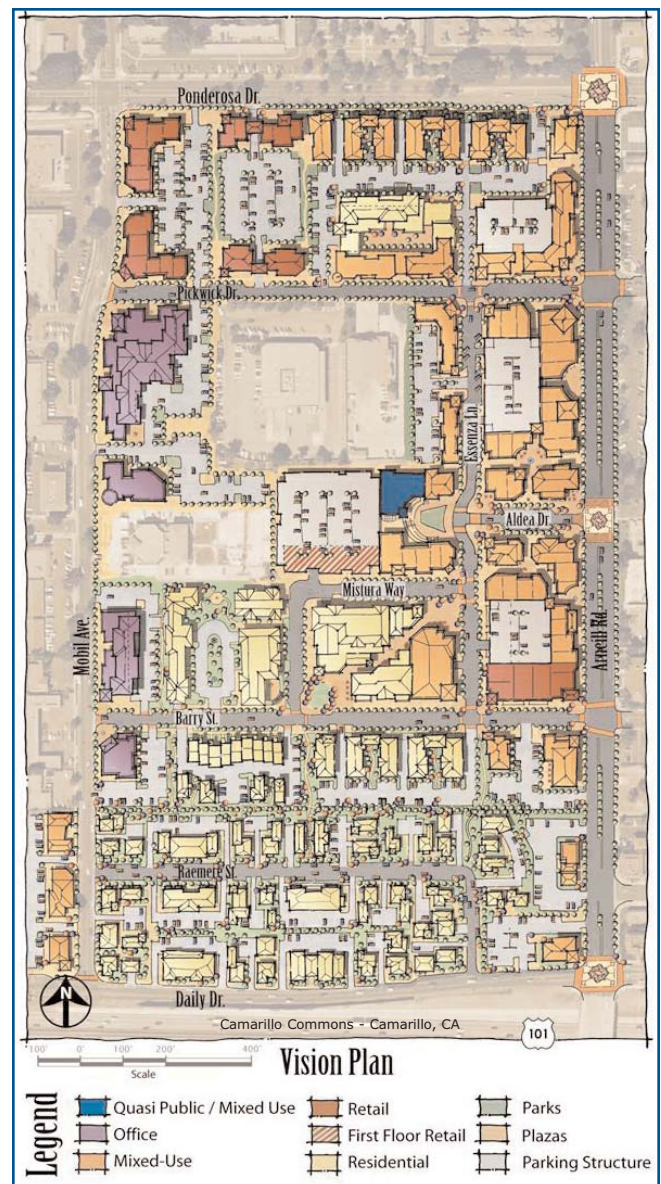 Ponderosa Dr.
Pickwick Dr.
Essenza Ln.
Aldea Dr.
Mistura Way
Mobil Ave.
Arneill Rd.
Barry St.
Raemere St.
Daily Dr.
N
Camarillo Commons - Camarillo, CA
101
100' 0' 100' 200' 400'
Scale
Vision Plan
Legend
Quasi Public / Mixed Use
Office
Mixed-Use
Retail
First Floor Retail
Residential
Parks
Plazas
Parking Structure